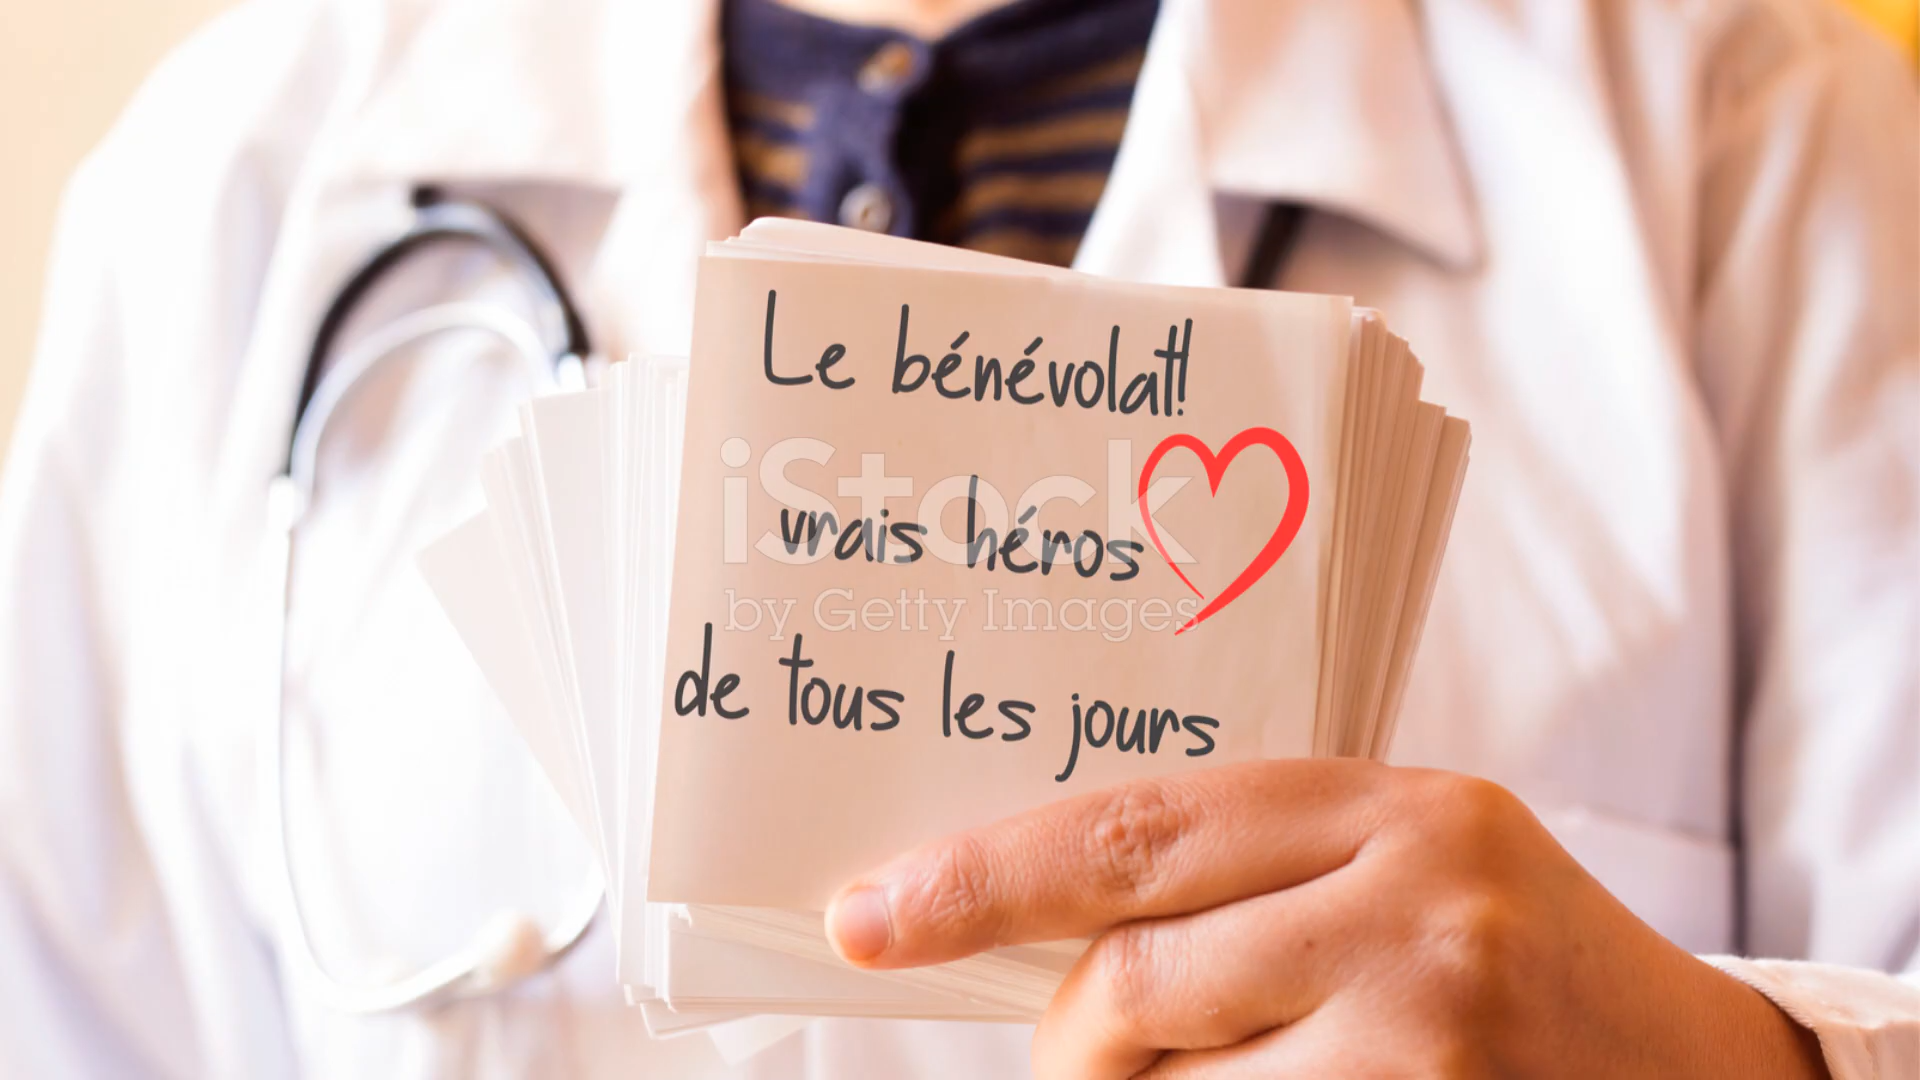 Le bénévolat!
vrais héros
iStock
by Getty Images
de tous les jours